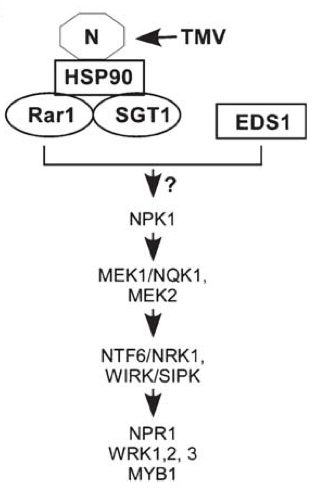 N
TMV
HSP90
Rar1
SGT1
EDS1
?
NPK1
MEK1/NQK1,
MEK2
NTF6/NRK1,
WIRK/SIPK
NPR1
WRK1,2, 3
MYB1